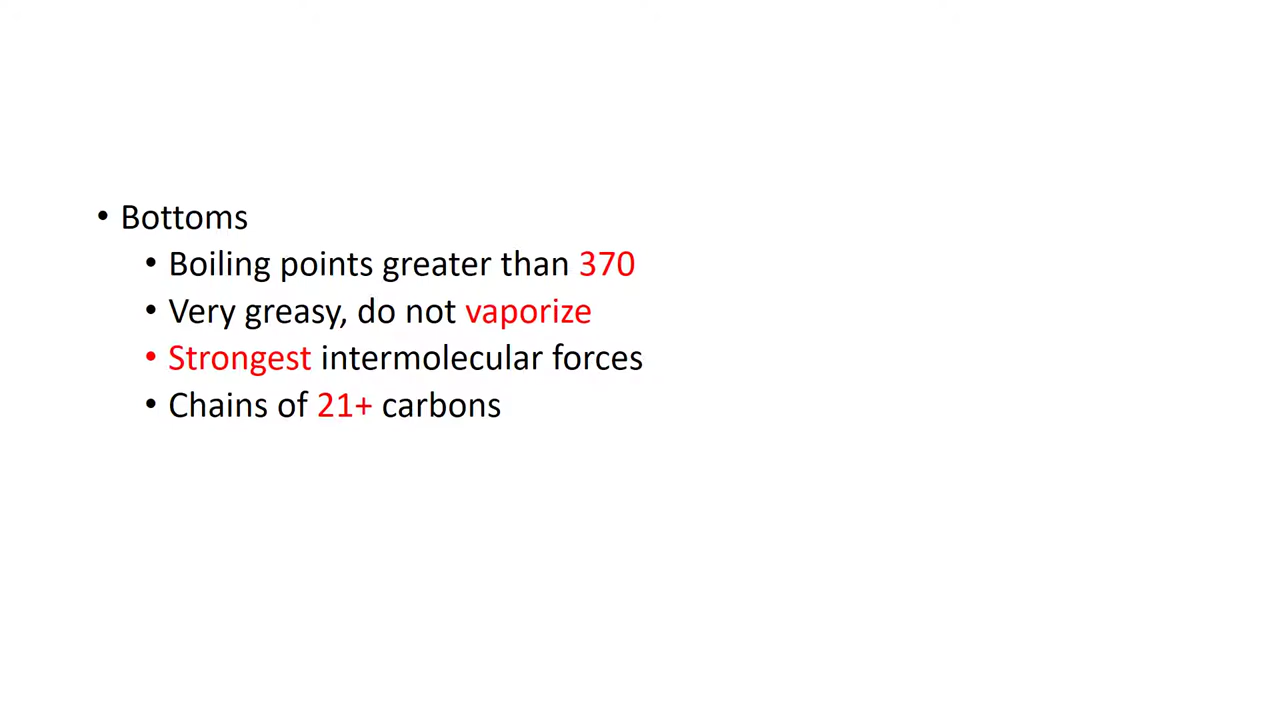 • Bottoms
• Boiling points greater than 370
• Very greasy, do not vaporize
• Strongest intermolecular forces
• Chains of 21+ carbons